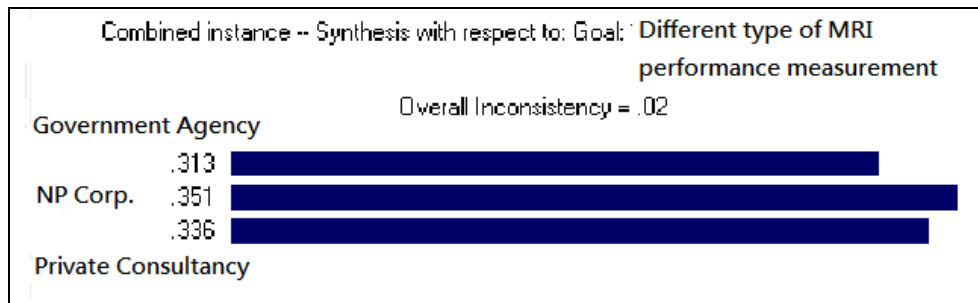 Combined instance -- Synthesis with respect to: Goal: Different type of MRI
performance measurement
Overall Inconsistency = .02
Government Agency
.313
NP Corp. .351
.336
Private Consultancy